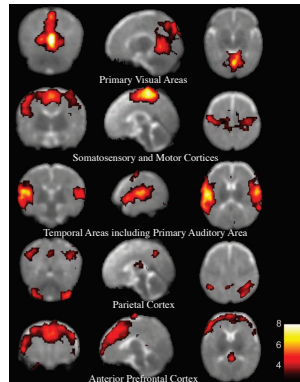 Primary Visual Areas
Somatosensory and Motor Cortices
Temporal Areas including Primary Auditory Area
Parietal Cortex
8
6
4
Anterior Prefrontal Cortex